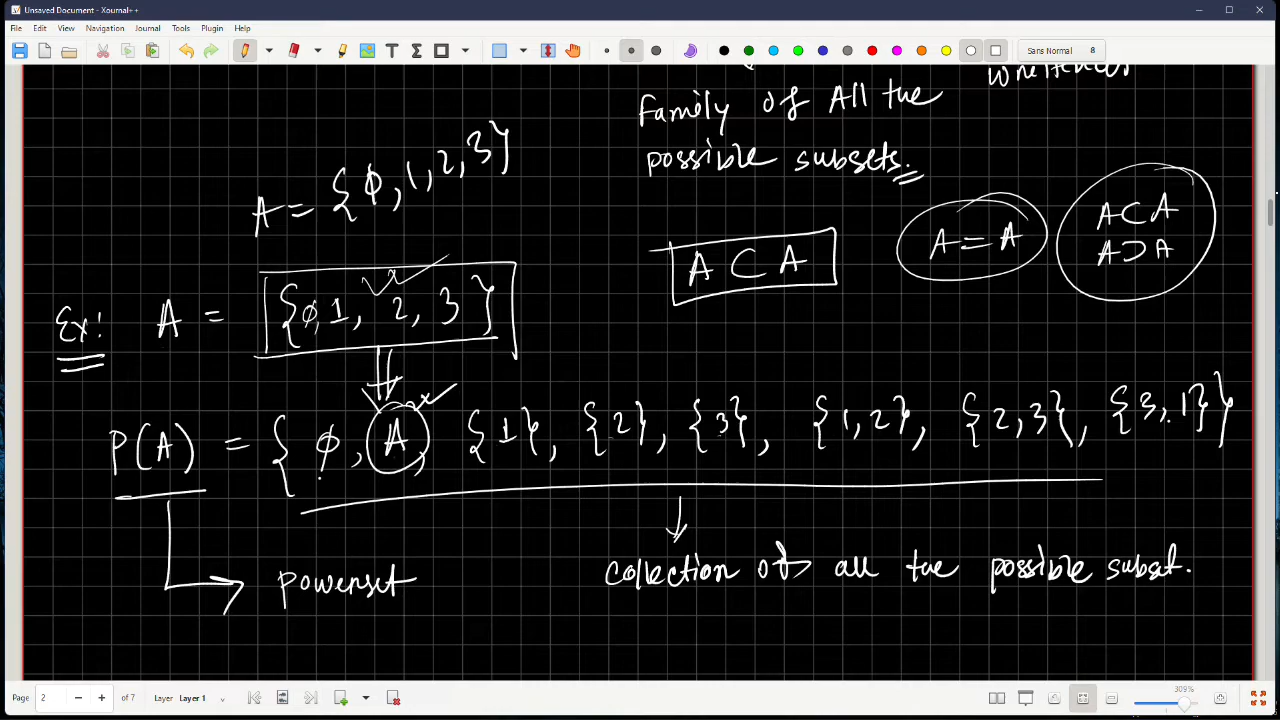 Unsaved Document - Xournal++
File Edit View Navigation Journal Tools Plugin Help
Sans Normal 8
Family of All the
possible subsets.
A = {ϕ, 1, 2, 3}
A ⊂ A
A = A
A ⊂ A
A ⊃ A
Ex: A = {ϕ, 1, 2, 3}
P(A) = { ϕ, A, {1}, {2}, {3}, {1, 2}, {2, 3}, {3, 1} }
powerset
collection of all the possible subset.
Page 2 of 7 Layer Layer 1 309%